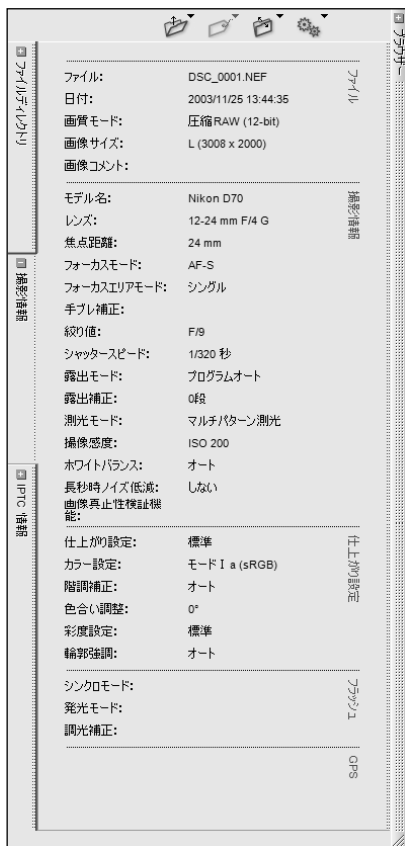 ブラウザー
ファイルディレクトリ
撮影情報
IPTC 情報
ファイル
ファイル: DSC_0001.NEF
日付: 2003/11/25 13:44:35
画質モード: 圧縮RAW (12-bit)
画像サイズ: L (3008 x 2000)
画像コメント:
撮影情報
モデル名: Nikon D70
レンズ: 12-24 mm F/4 G
焦点距離: 24 mm
フォーカスモード: AF-S
フォーカスエリアモード: シングル
手ブレ補正:
絞り値: F/9
シャッタースピード: 1/320 秒
露出モード: プログラムオート
露出補正: 0段
測光モード: マルチパターン測光
撮像感度: ISO 200
ホワイトバランス: オート
長秒時ノイズ低減: しない
画像真正性検証機
能:
仕上がり設定
仕上がり設定: 標準
カラー設定: モード I a (sRGB)
階調補正: オート
色合い調整: 0°
彩度設定: 標準
輪郭強調: オート
フラッシュ
シンクロモード:
発光モード:
調光補正:
GPS